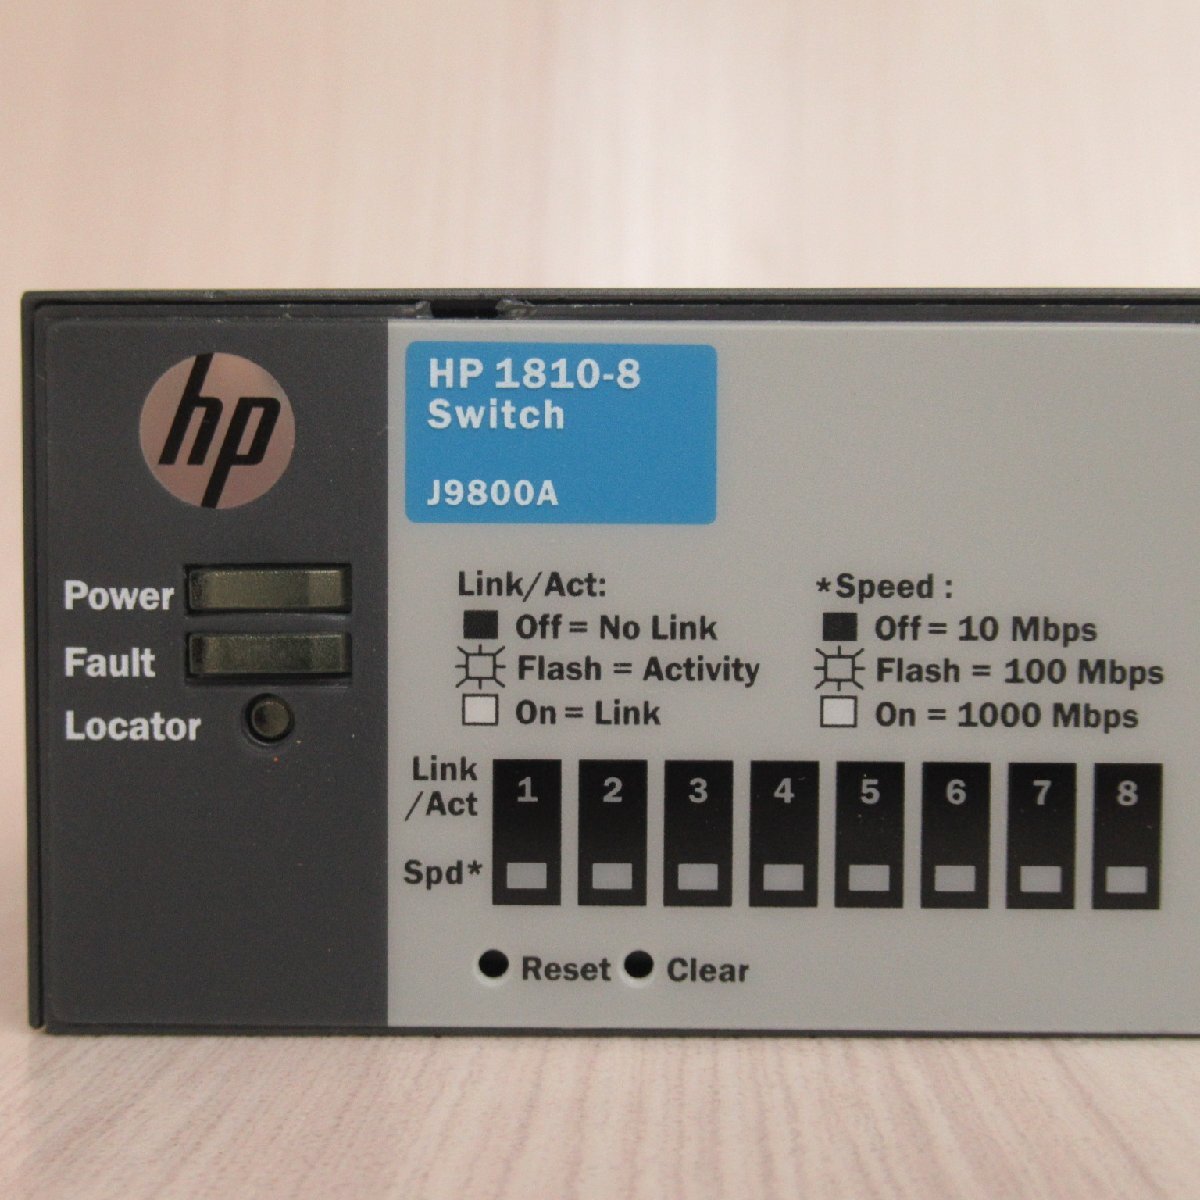 hp
HP 1810-8
Switch
J9800A
Power
Fault
Locator
Link/Act:
Off = No Link
Flash = Activity
On = Link
*Speed :
Off = 10 Mbps
Flash = 100 Mbps
On = 1000 Mbps
Link
/Act
1 2 3 4 5 6 7 8
Spd*
Reset Clear